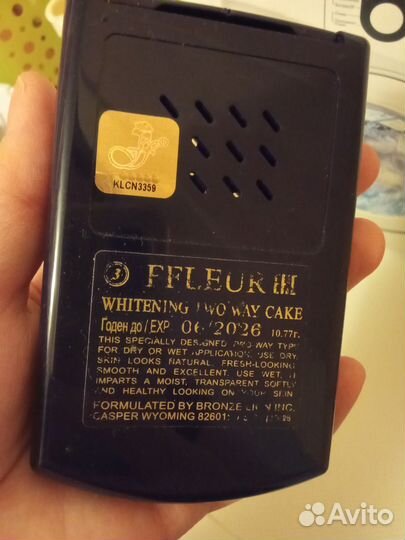 KLCN3359
3 FFLEUR
WHITENING TWO WAY CAKE
Годен до / EXP 06/2026 10.77г.
THIS SPECIALLY DESIGNED TWO-WAY TYPE
FOR DRY OR WET APPLICATION, USE DRY,
SKIN LOOKS NATURAL, FRESH-LOOKING
SMOOTH AND EXCELLENT. USE WET, IT
IMPARTS A MOIST, TRANSPARENT SOFTLY
AND HEALTHY LOOKING ON YOUR SKIN.
FORMULATED BY BRONZE LION INC.
CASPER WYOMING 82601
Avito